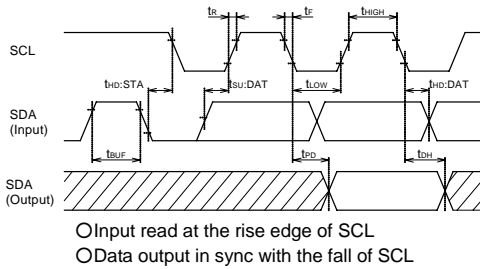 tR tF tHIGH
SCL
tHD:STA tSU:DAT tLOW tHD:DAT
SDA
(Input)
tBUF tPD tDH
SDA
(Output)
○Input read at the rise edge of SCL
○Data output in sync with the fall of SCL